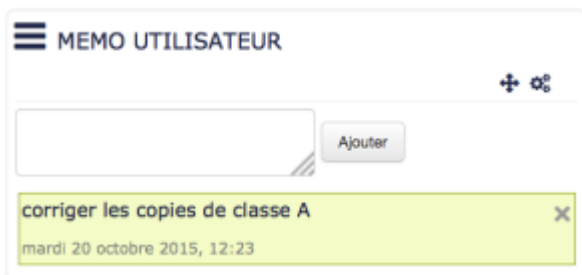 MEMO UTILISATEUR
Ajouter
corriger les copies de classe A
mardi 20 octobre 2015, 12:23